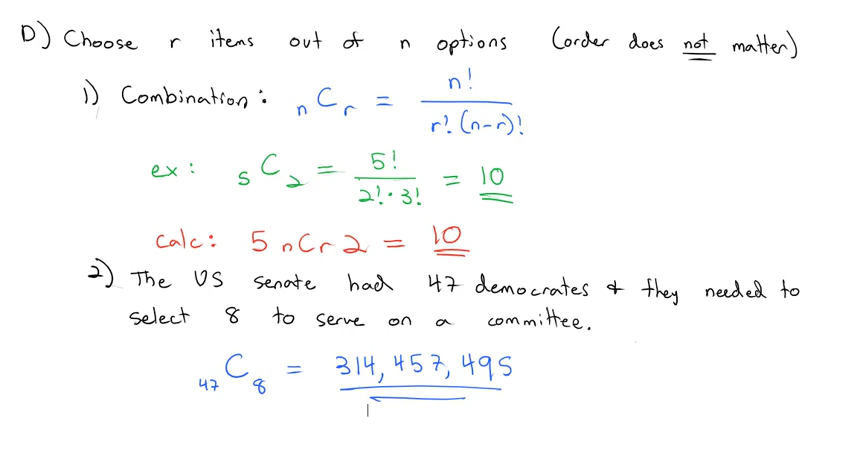 D) Choose r items out of n options (order does not matter)
1) Combination: nCr = n! / r!(n-r)!
ex: 5C2 = 5! / 2!·3! = 10
calc: 5 nCr 2 = 10
2) The US senate had 47 democrates & they needed to
select 8 to serve on a committee.
47C8 = 314,457,495